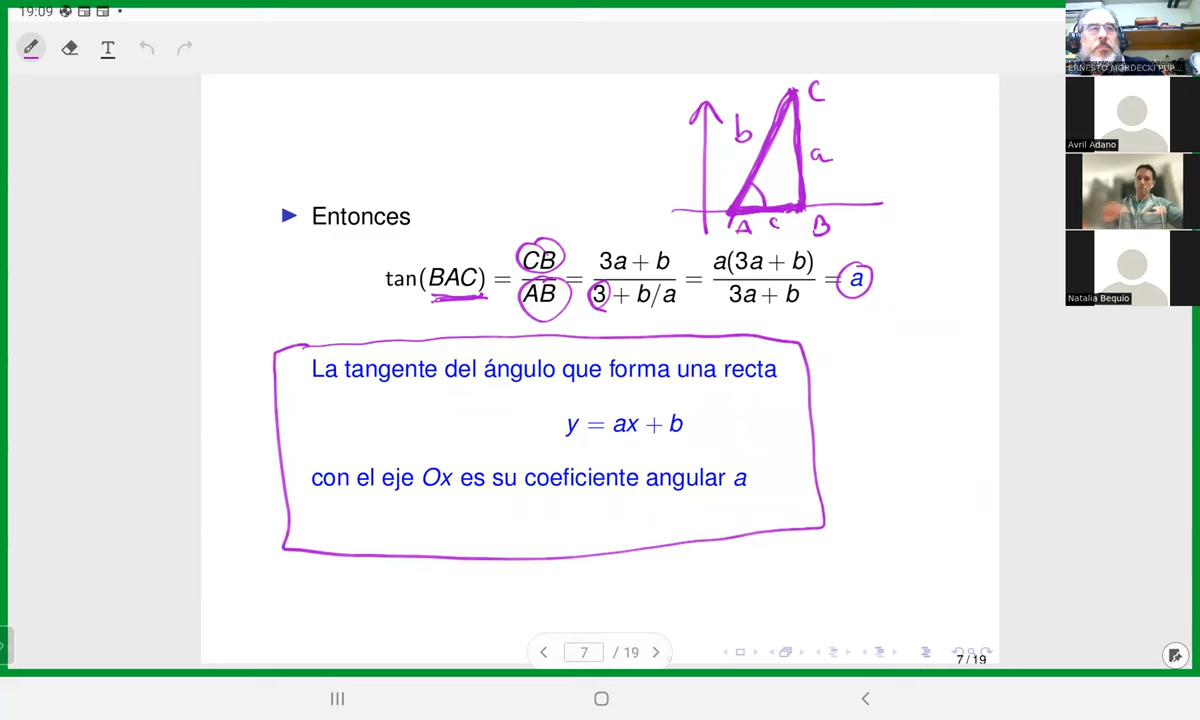 19:09
ERNESTO MORDECKI PUP...
Avril Adano
Natalia Bequio
C
b
a
A c B
▶ Entonces
tan(BAC) = CB/AB = (3a + b)/(3 + b/a) = a(3a + b)/(3a + b) = a
La tangente del ángulo que forma una recta
y = ax + b
con el eje Ox es su coeficiente angular a
7 / 19
7/19